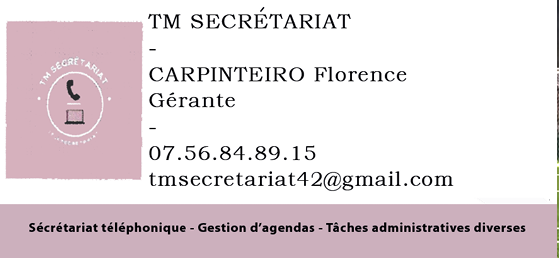 TM SECRÉTARIAT
-
CARPINTEIRO Florence
Gérante
-
07.56.84.89.15
tmsecretariat42@gmail.com
TM SECRÉTARIAT
Sécrétariat téléphonique - Gestion d'agendas - Tâches administratives diverses